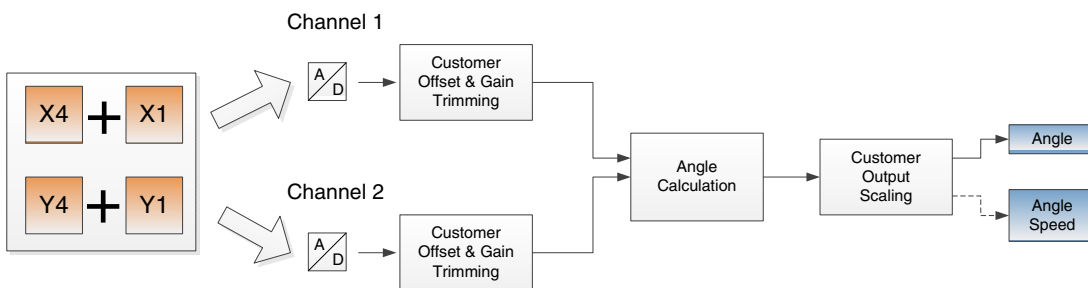 Channel 1
A
D
Customer
Offset & Gain
Trimming
X4 + X1
Y4 + Y1
Channel 2
A
D
Customer
Offset & Gain
Trimming
Angle
Calculation
Customer
Output
Scaling
Angle
Angle
Speed